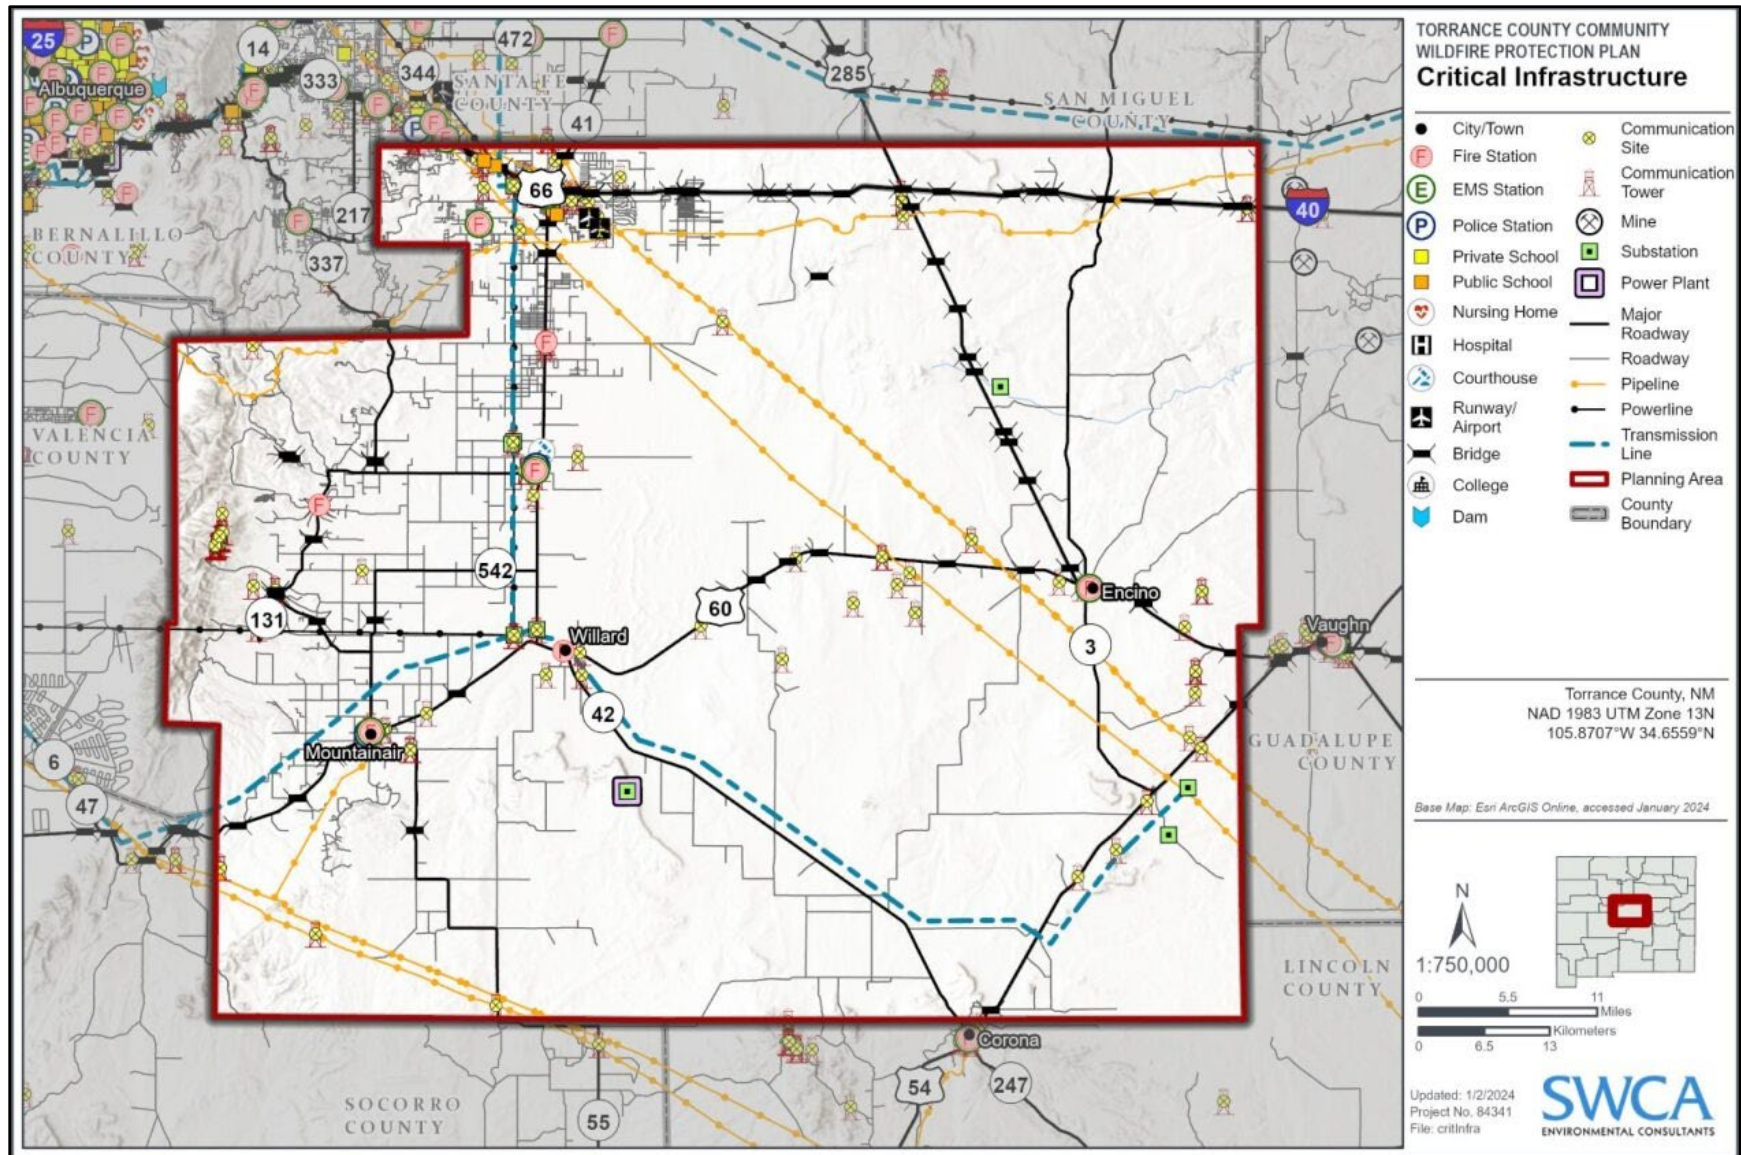 25
14
472
333
344
Albuquerque
SANTA FE
COUNTY
41
285
SAN MIGUEL
COUNTY
66
217
40
BERNALILLO
COUNTY
337
VALENCIA
COUNTY
542
131
60
Encino
Willard
3
Vaughn
42
Mountainair
6
47
GUADALUPE
COUNTY
LINCOLN
COUNTY
Corona
54
247
SOCORRO
COUNTY
55
TORRANCE COUNTY COMMUNITY
WILDFIRE PROTECTION PLAN
Critical Infrastructure
City/Town
F Fire Station
E EMS Station
P Police Station
Private School
Public School
Nursing Home
H Hospital
Courthouse
Runway/
Airport
Bridge
College
Dam
Communication
Site
Communication
Tower
Mine
Substation
Power Plant
Major
Roadway
Roadway
Pipeline
Powerline
Transmission
Line
Planning Area
County
Boundary
Torrance County, NM
NAD 1983 UTM Zone 13N
105.8707°W 34.6559°N
Base Map: Esri ArcGIS Online, accessed January 2024
N
1:750,000
0 5.5 11
Miles
Kilometers
0 6.5 13
Updated: 1/2/2024
Project No. 84341
File: critInfra
SWCA
ENVIRONMENTAL CONSULTANTS